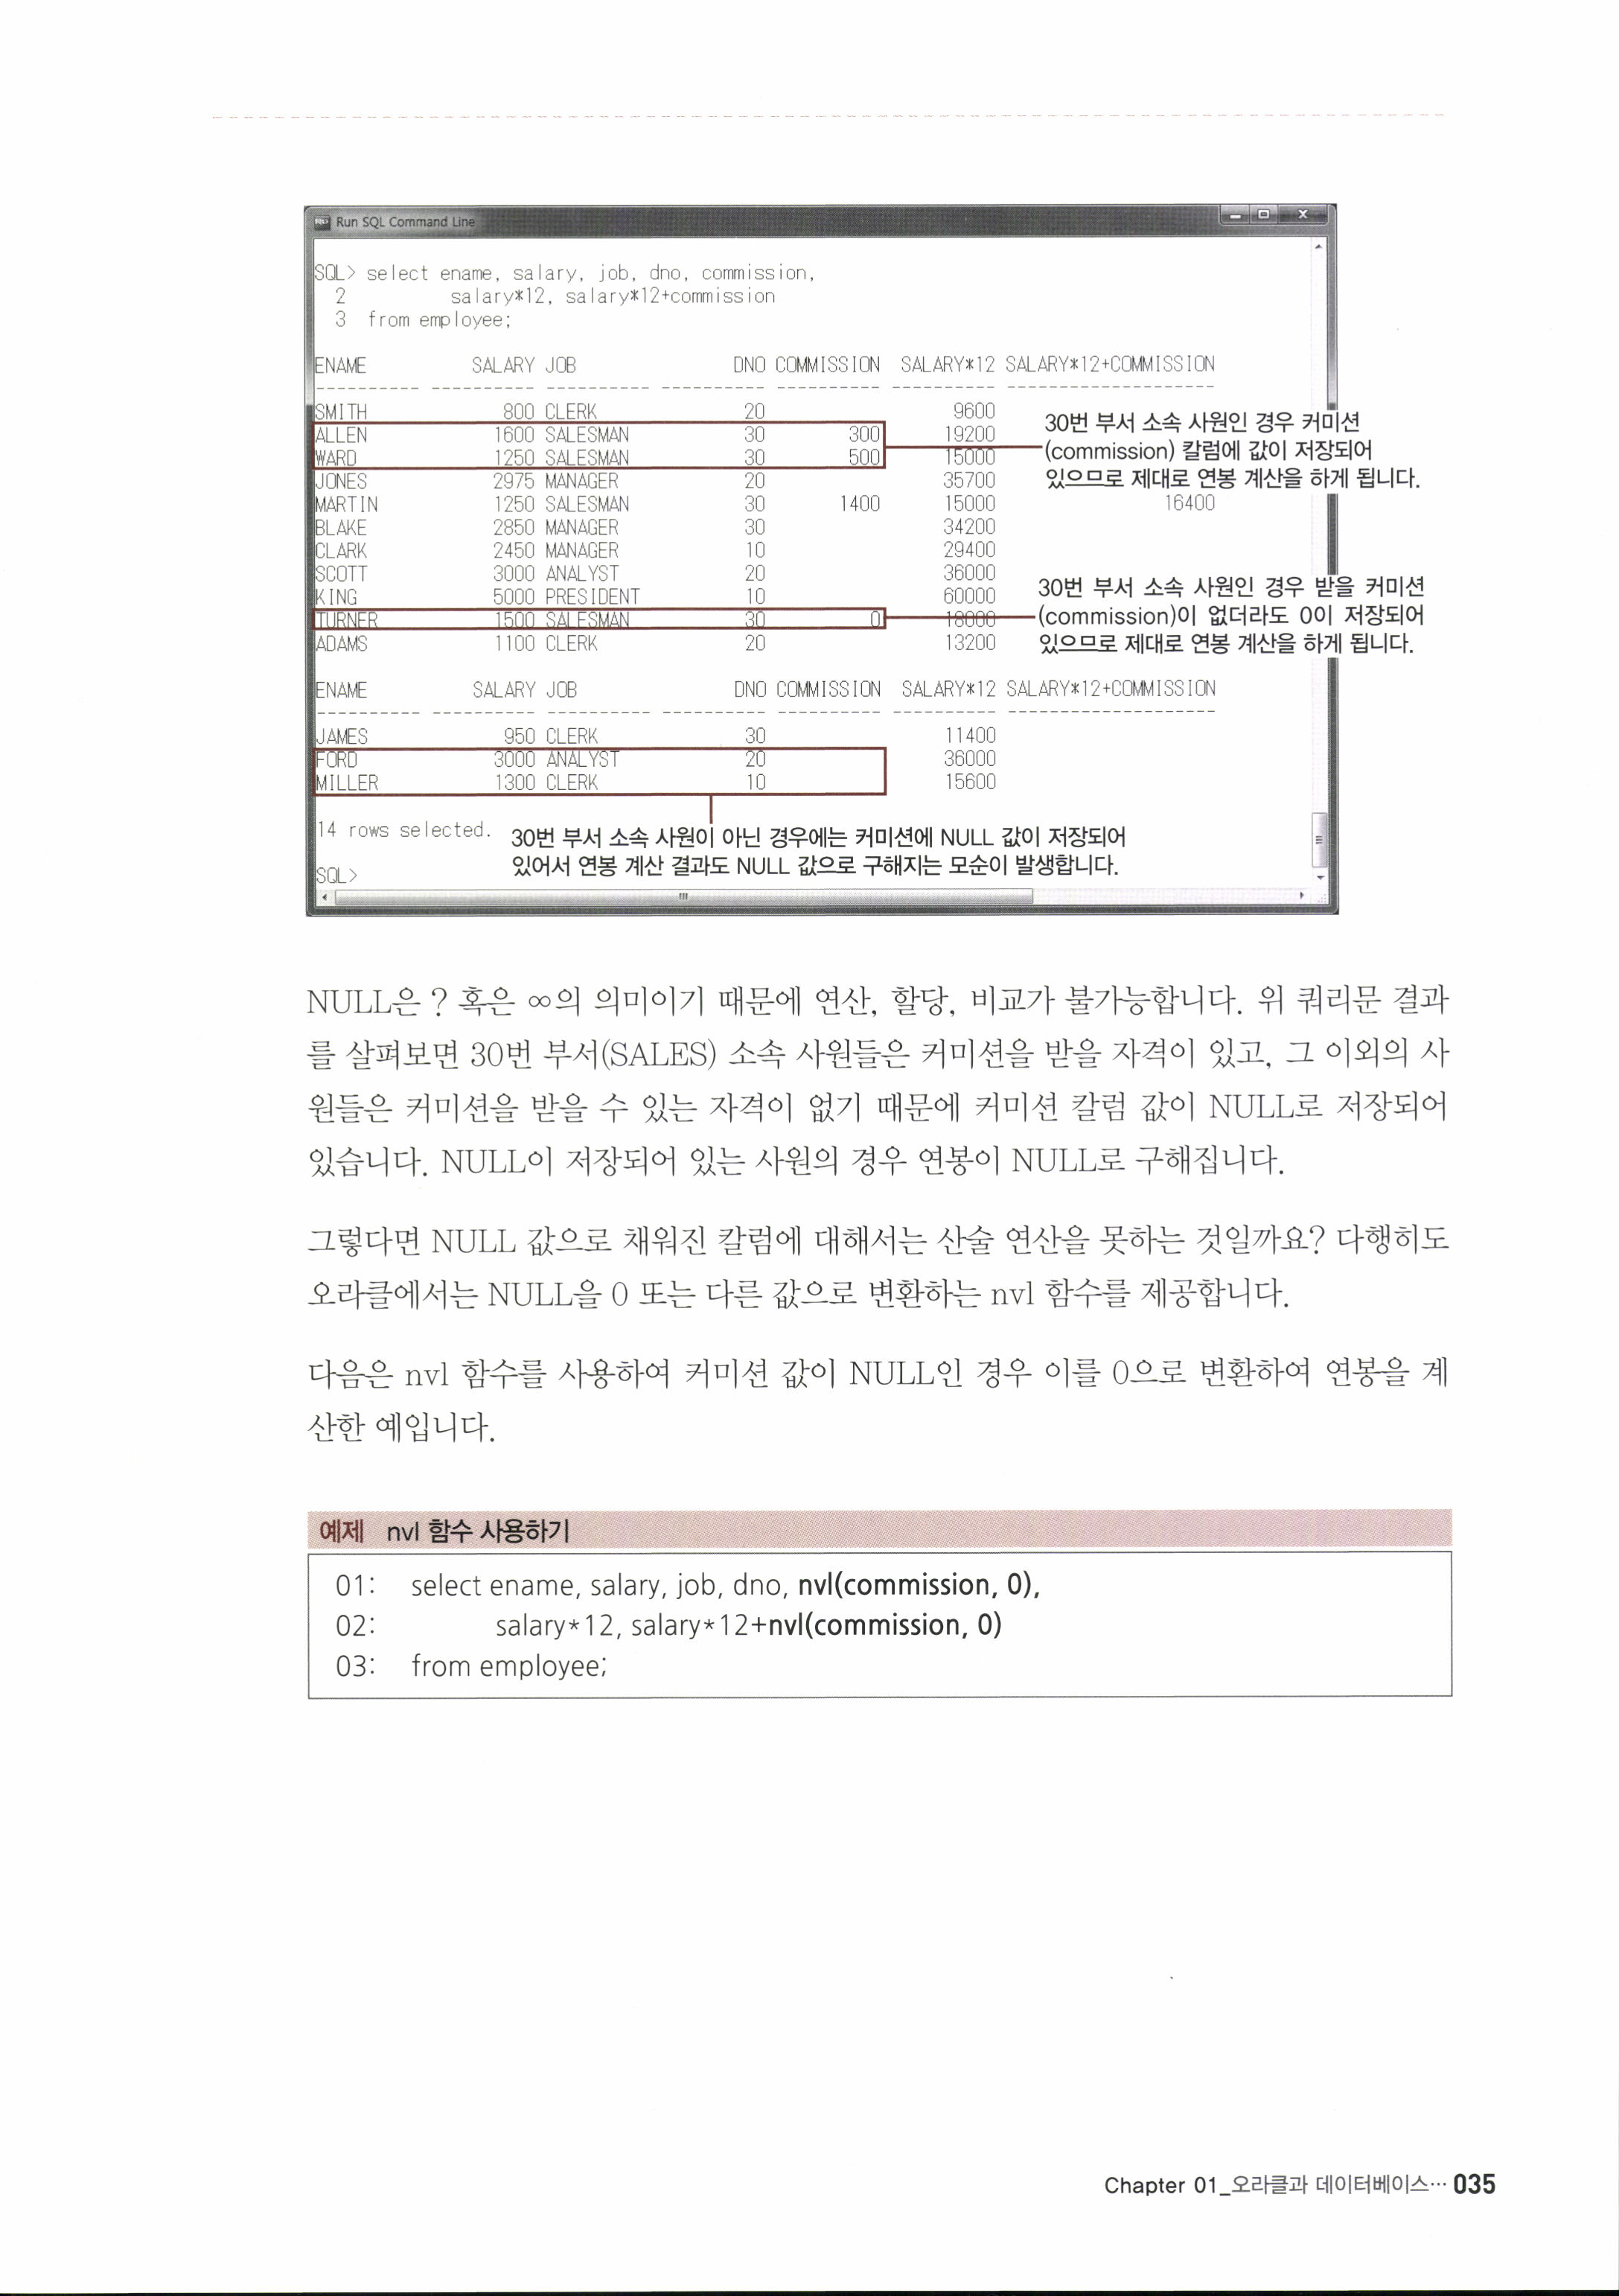 Run SQL Command Line
SQL> select ename, salary, job, dno, commission,
2 salary*12, salary*12+commission
3 from employee;
ENAME SALARY JOB DNO COMMISSION SALARY*12 SALARY*12+COMMISSION
---------- ---------- ---------- ---------- ---------- ---------- --------------------
SMITH 800 CLERK 20 9600
ALLEN 1600 SALESMAN 30 300 19200
WARD 1250 SALESMAN 30 500 15000
JONES 2975 MANAGER 20 35700
MARTIN 1250 SALESMAN 30 1400 15000 16400
BLAKE 2850 MANAGER 30 34200
CLARK 2450 MANAGER 10 29400
SCOTT 3000 ANALYST 20 36000
KING 5000 PRESIDENT 10 60000
TURNER 1500 SALESMAN 30 0 18000
ADAMS 1100 CLERK 20 13200
30번 부서 소속 사원인 경우 커미션
(commission) 칼럼에 값이 저장되어
있으므로 제대로 연봉 계산을 하게 됩니다.
30번 부서 소속 사원인 경우 받을 커미션
(commission)이 없더라도 0이 저장되어
있으므로 제대로 연봉 계산을 하게 됩니다.
ENAME SALARY JOB DNO COMMISSION SALARY*12 SALARY*12+COMMISSION
---------- ---------- ---------- ---------- ---------- ---------- --------------------
JAMES 950 CLERK 30 11400
FORD 3000 ANALYST 20 36000
MILLER 1300 CLERK 10 15600
14 rows selected.
30번 부서 소속 사원이 아닌 경우에는 커미션에 NULL 값이 저장되어
있어서 연봉 계산 결과도 NULL 값으로 구해지는 모순이 발생합니다.
SQL>
NULL은 ? 혹은 ∞의 의미이기 때문에 연산, 할당, 비교가 불가능합니다. 위 쿼리문 결과
를 살펴보면 30번 부서(SALES) 소속 사원들은 커미션을 받을 자격이 있고, 그 이외의 사
원들은 커미션을 받을 수 있는 자격이 없기 때문에 커미션 칼럼 값이 NULL로 저장되어
있습니다. NULL이 저장되어 있는 사원의 경우 연봉이 NULL로 구해집니다.
그렇다면 NULL 값으로 채워진 칼럼에 대해서는 산술 연산을 못하는 것일까요? 다행히도
오라클에서는 NULL을 0 또는 다른 값으로 변환하는 nvl 함수를 제공합니다.
다음은 nvl 함수를 사용하여 커미션 값이 NULL인 경우 이를 0으로 변환하여 연봉을 계
산한 예입니다.
예제 nvl 함수 사용하기
01: select ename, salary, job, dno, nvl(commission, 0),
02: salary*12, salary*12+nvl(commission, 0)
03: from employee;
Chapter 01_오라클과 데이터베이스… 035